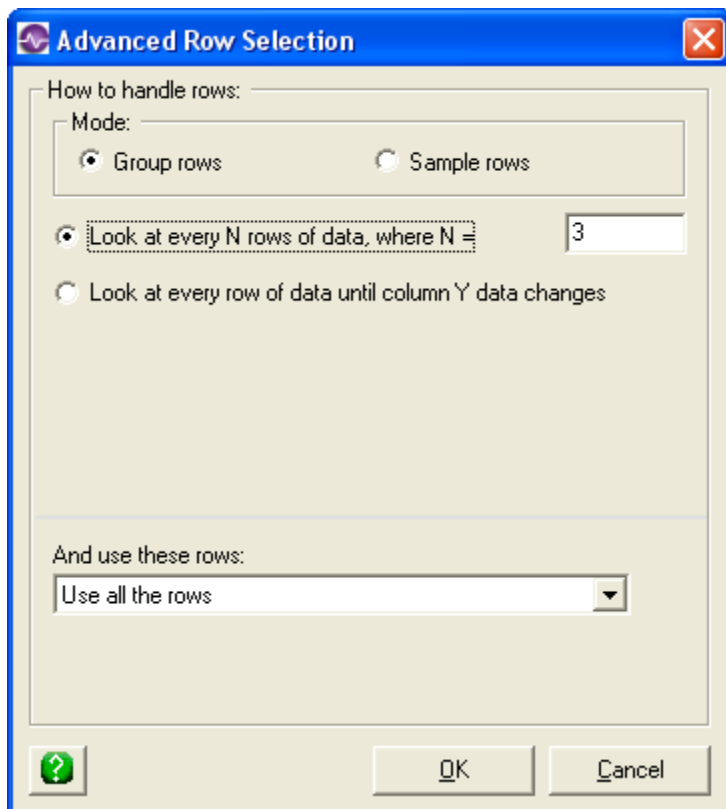 Advanced Row Selection
How to handle rows:
Mode:
Group rows Sample rows
Look at every N rows of data, where N = 3
Look at every row of data until column Y data changes
And use these rows:
Use all the rows
? OK Cancel